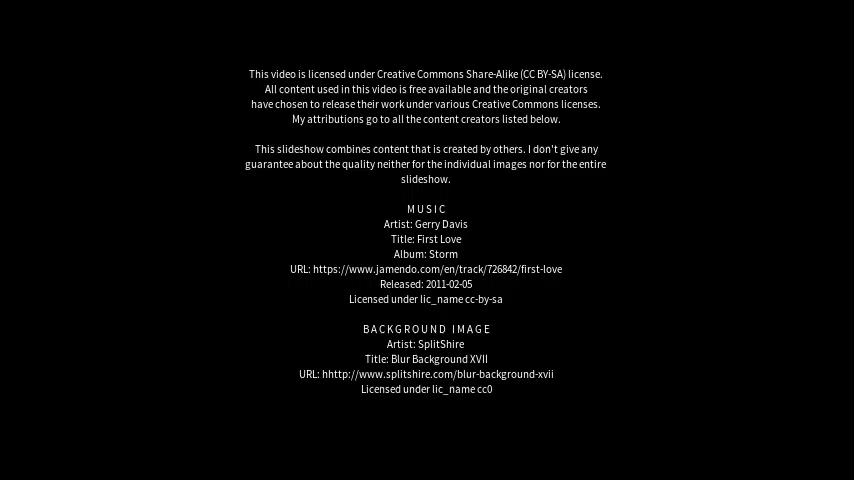 This video is licensed under Creative Commons Share-Alike (CC BY-SA) license.
All content used in this video is free available and the original creators
have chosen to release their work under various Creative Commons licenses.
My attributions go to all the content creators listed below.
This slideshow combines content that is created by others. I don't give any
guarantee about the quality neither for the individual images nor for the entire
slideshow.
MUSIC
Artist: Gerry Davis
Title: First Love
Album: Storm
URL: https://www.jamendo.com/en/track/726842/first-love
Released: 2011-02-05
Licensed under lic_name cc-by-sa
BACKGROUND IMAGE
Artist: SplitShire
Title: Blur Background XVII
URL: hhttp://www.splitshire.com/blur-background-xvii
Licensed under lic_name cc0